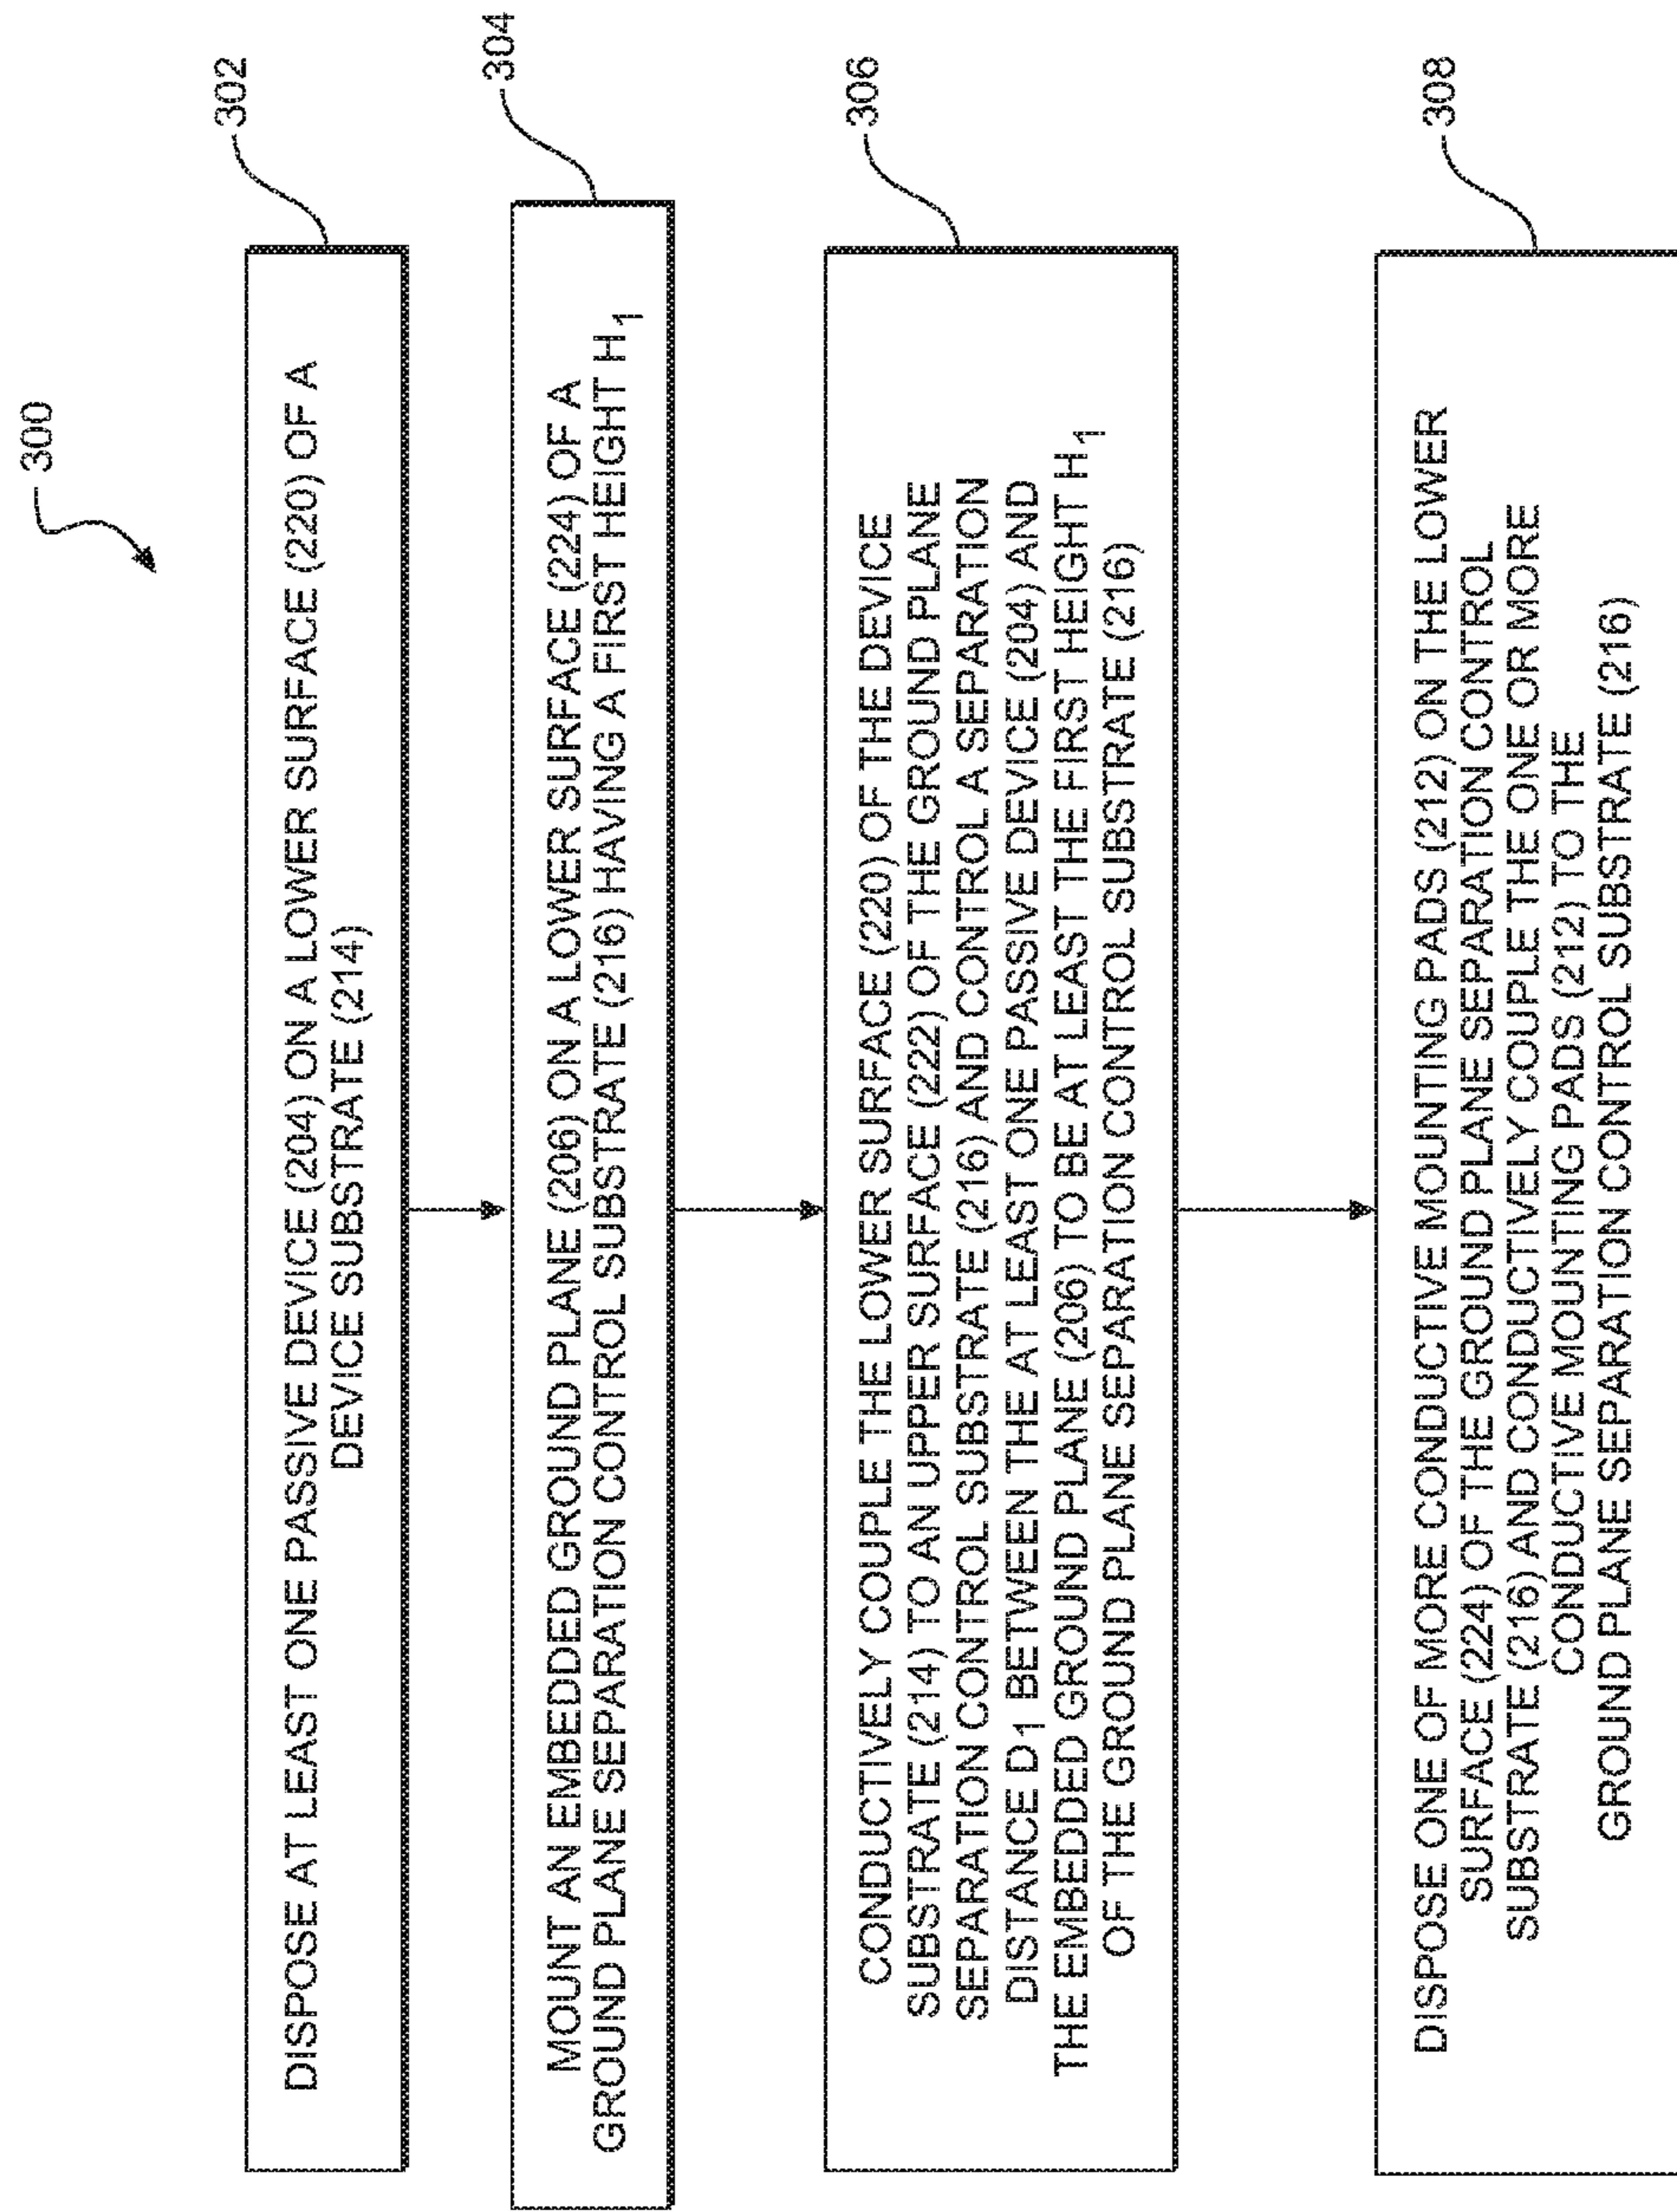 300
302
DISPOSE AT LEAST ONE PASSIVE DEVICE (204) ON A LOWER SURFACE (220) OF A
DEVICE SUBSTRATE (214)
304
MOUNT AN EMBEDDED GROUND PLANE (206) ON A LOWER SURFACE (224) OF A
GROUND PLANE SEPARATION CONTROL SUBSTRATE (216) HAVING A FIRST HEIGHT H1
306
CONDUCTIVELY COUPLE THE LOWER SURFACE (220) OF THE DEVICE
SUBSTRATE (214) TO AN UPPER SURFACE (222) OF THE GROUND PLANE
SEPARATION CONTROL SUBSTRATE (216) AND CONTROL A SEPARATION
DISTANCE D1 BETWEEN THE AT LEAST ONE PASSIVE DEVICE (204) AND
THE EMBEDDED GROUND PLANE (206) TO BE AT LEAST THE FIRST HEIGHT H1
OF THE GROUND PLANE SEPARATION CONTROL SUBSTRATE (216)
308
DISPOSE ONE OF MORE CONDUCTIVE MOUNTING PADS (212) ON THE LOWER
SURFACE (224) OF THE GROUND PLANE SEPARATION CONTROL
SUBSTRATE (216) AND CONDUCTIVELY COUPLE THE ONE OR MORE
CONDUCTIVE MOUNTING PADS (212) TO THE
GROUND PLANE SEPARATION CONTROL SUBSTRATE (216)